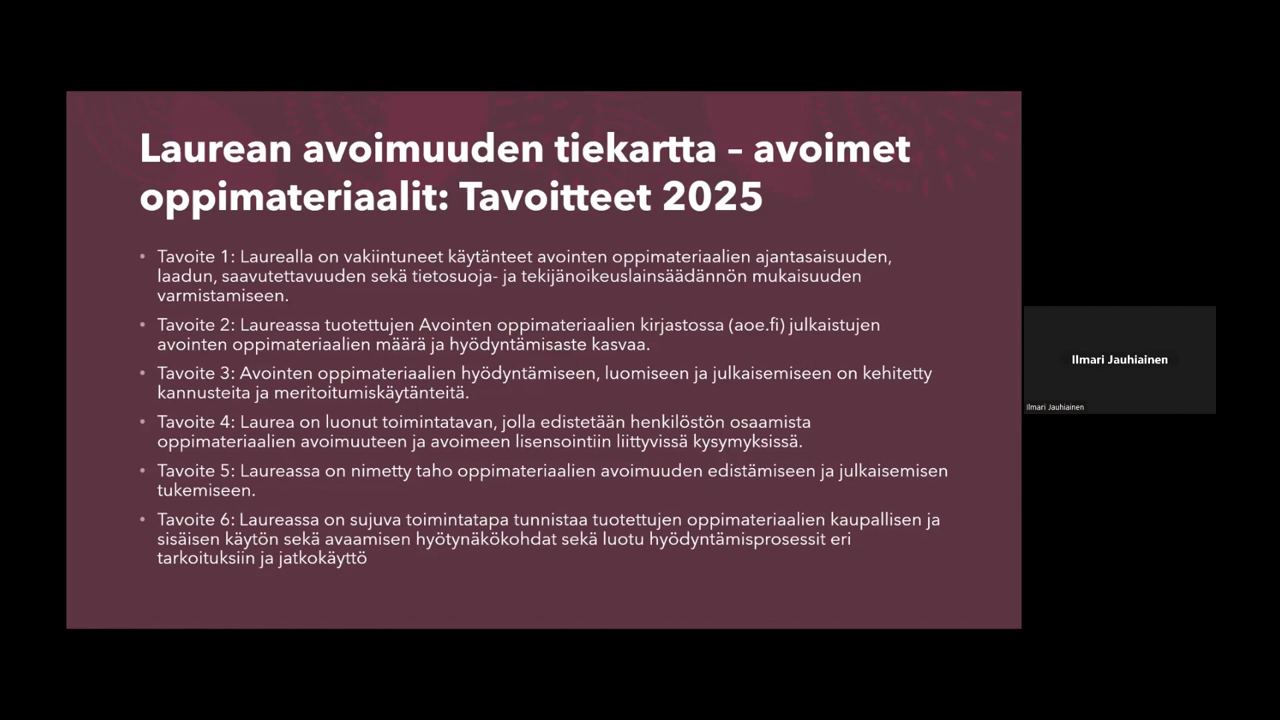 Laurean avoimuuden tiekartta – avoimet
oppimateriaalit: Tavoitteet 2025
• Tavoite 1: Laurealla on vakiintuneet käytänteet avointen oppimateriaalien ajantasaisuuden,
laadun, saavutettavuuden sekä tietosuoja- ja tekijänoikeuslainsäädännön mukaisuuden
varmistamiseen.
• Tavoite 2: Laureassa tuotettujen Avointen oppimateriaalien kirjastossa (aoe.fi) julkaistujen
avointen oppimateriaalien määrä ja hyödyntämisaste kasvaa.
• Tavoite 3: Avointen oppimateriaalien hyödyntämiseen, luomiseen ja julkaisemiseen on kehitetty
kannusteita ja meritoitumiskäytänteitä.
• Tavoite 4: Laurea on luonut toimintatavan, jolla edistetään henkilöstön osaamista
oppimateriaalien avoimuuteen ja avoimeen lisensointiin liittyvissä kysymyksissä.
• Tavoite 5: Laureassa on nimetty taho oppimateriaalien avoimuuden edistämiseen ja julkaisemisen
tukemiseen.
• Tavoite 6: Laureassa on sujuva toimintatapa tunnistaa tuotettujen oppimateriaalien kaupallisen ja
sisäisen käytön sekä avaamisen hyötynäkökohdat sekä luotu hyödyntämisprosessit eri
tarkoituksiin ja jatkokäyttö
Ilmari Jauhiainen
Ilmari Jauhiainen